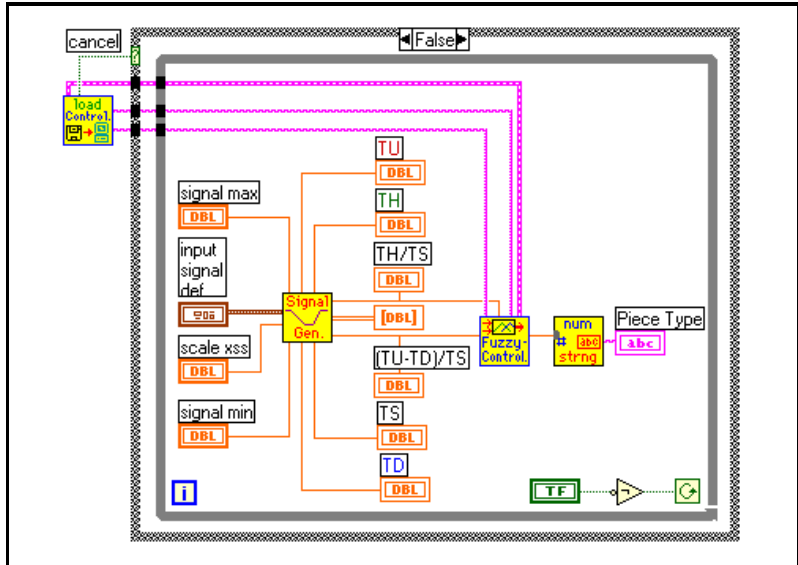 cancel
False
load
Control.
TU
DBL
signal max
DBL
TH
DBL
input
signal
def
TH/TS
DBL
Signal
Gen.
[DBL]
Fuzzy-
Control.
num
# abc
strng
Piece Type
abc
scale xss
DBL
(TU-TD)/TS
DBL
signal min
DBL
TS
DBL
TD
DBL
i
TF